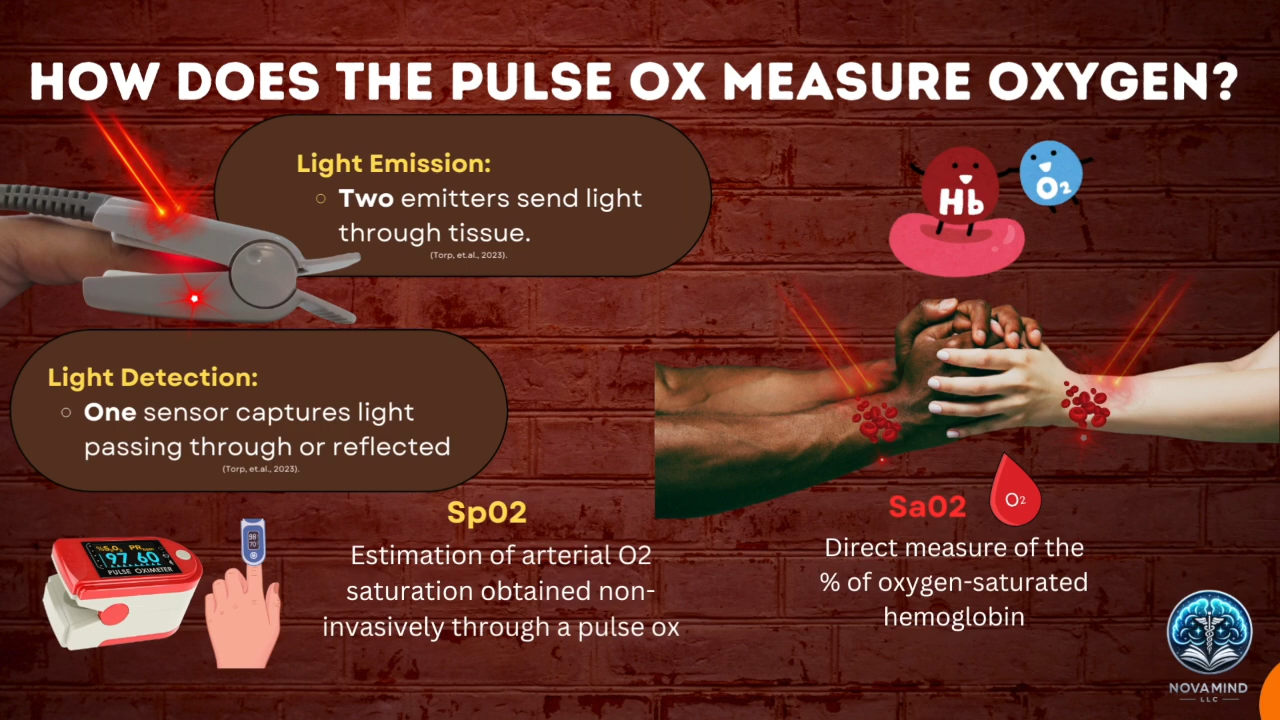 HOW DOES THE PULSE OX MEASURE OXYGEN?
Light Emission:
○ Two emitters send light
through tissue.
(Torp, et.al., 2023).
Hb
O₂
Light Detection:
○ One sensor captures light
passing through or reflected
(Torp, et.al., 2023).
Sp02
Estimation of arterial O2
saturation obtained non-
invasively through a pulse ox
Sa02
O₂
Direct measure of the
% of oxygen-saturated
hemoglobin
97 60
PULSE OXIMETER
NOVAMIND
LLC